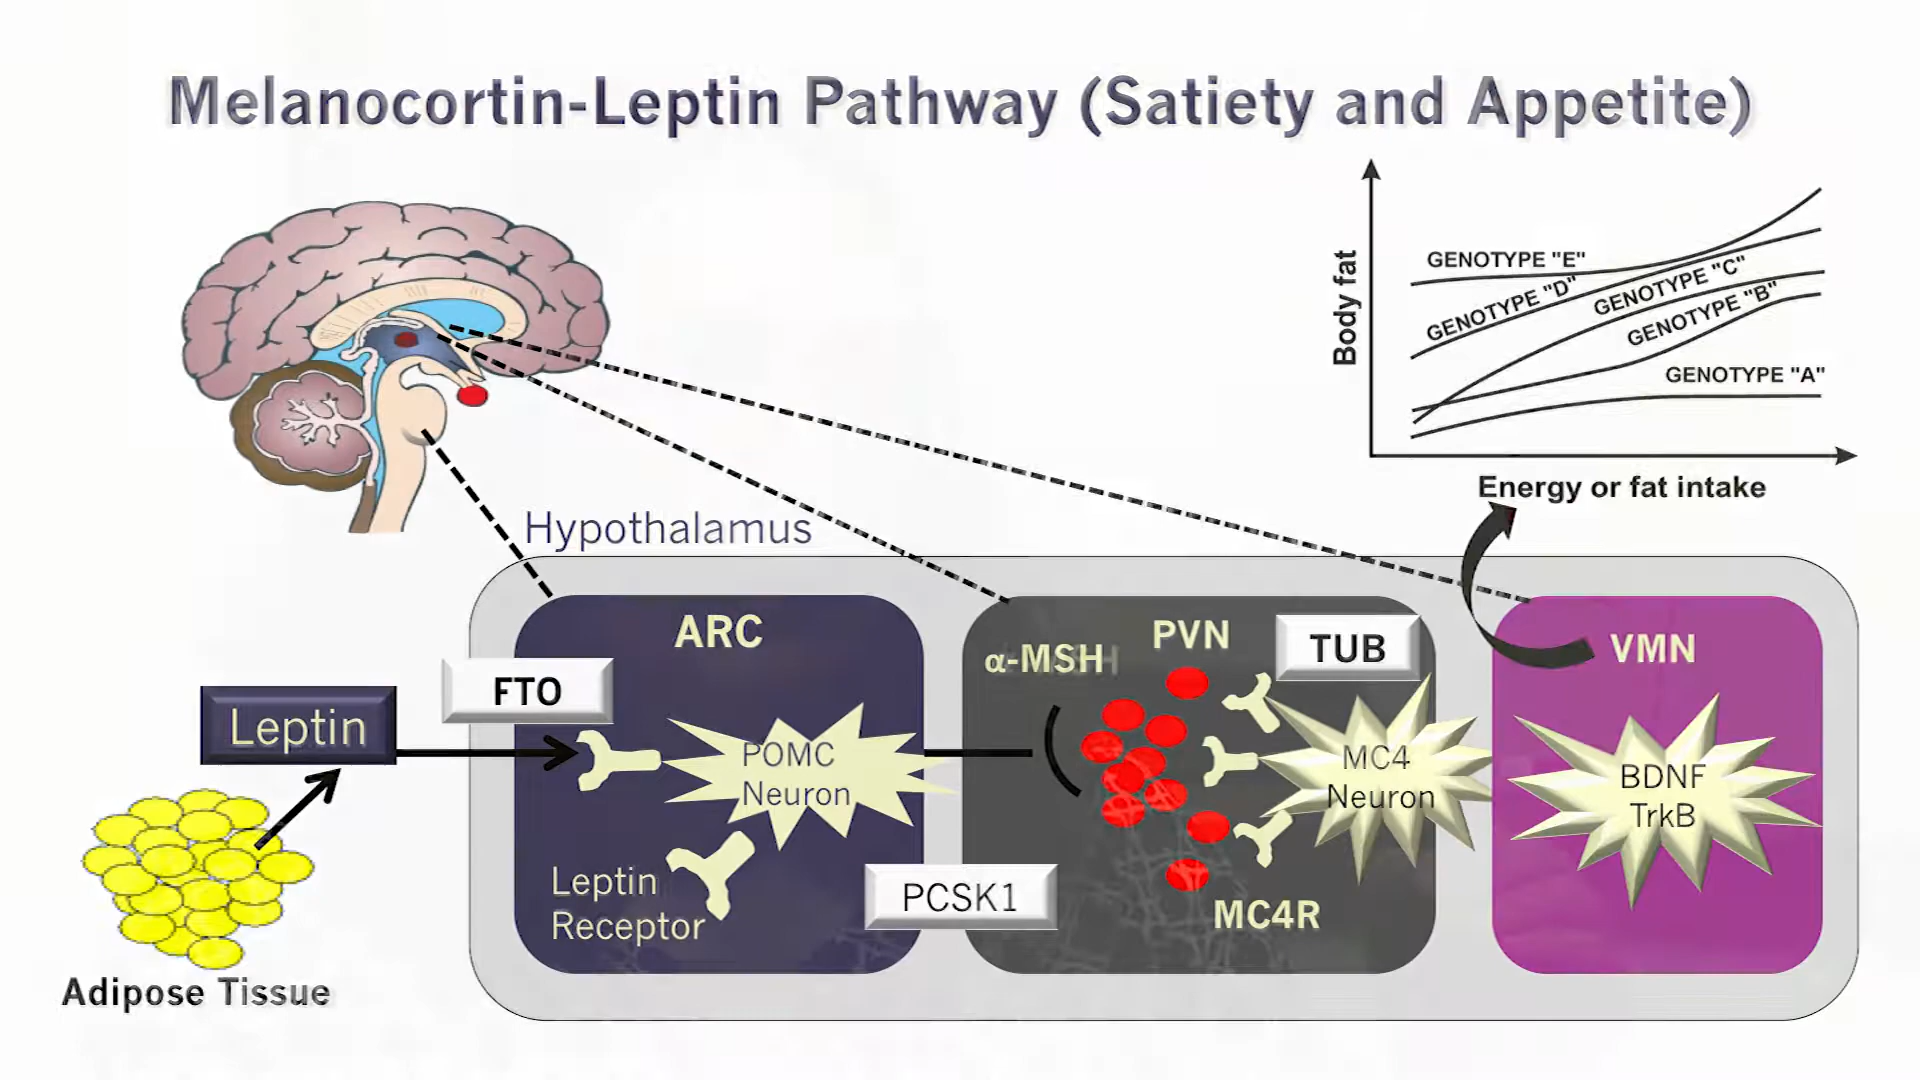 Melanocortin-Leptin Pathway (Satiety and Appetite)
Body fat
GENOTYPE "E"
GENOTYPE "D"
GENOTYPE "C"
GENOTYPE "B"
GENOTYPE "A"
Energy or fat intake
Hypothalamus
ARC
FTO
Leptin
POMC
Neuron
Leptin
Receptor
PCSK1
α-MSH
PVN
TUB
MC4
Neuron
MC4R
VMN
BDNF
TrkB
Adipose Tissue